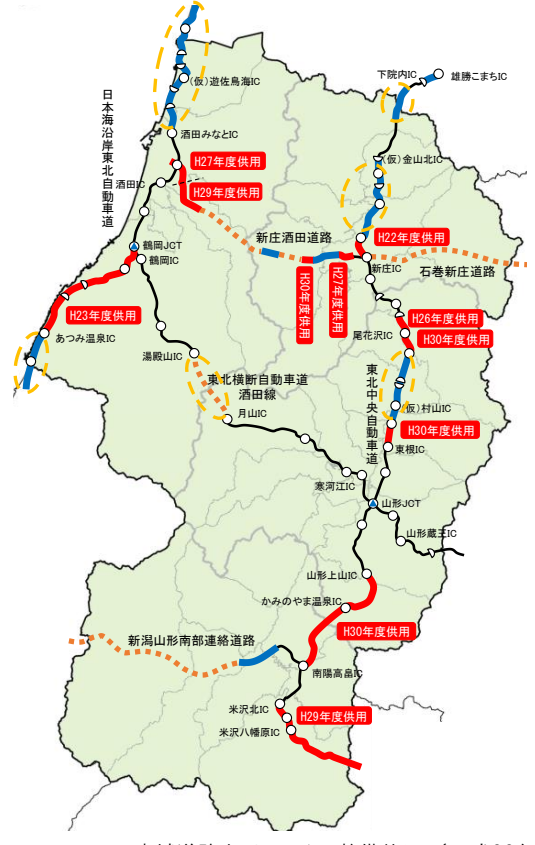 下院内IC
雄勝こまちIC
(仮)遊佐鳥海IC
日本海沿岸東北自動車道
酒田みなとIC
(仮)金山北IC
H27年度供用
酒田IC
H29年度供用
新庄酒田道路
H22年度供用
鶴岡JCT
鶴岡IC
新庄IC
石巻新庄道路
H30年度供用
H27年度供用
H23年度供用
H26年度供用
尾花沢IC
H30年度供用
あつみ温泉IC
湯殿山IC
東北横断自動車道
酒田線
東北中央自動車道
月山IC
(仮)村山IC
H30年度供用
東根IC
寒河江IC
山形JCT
山形蔵王IC
山形上山IC
かみのやま温泉IC
H30年度供用
新潟山形南部連絡道路
南陽高畠IC
米沢北IC
H29年度供用
米沢八幡原IC